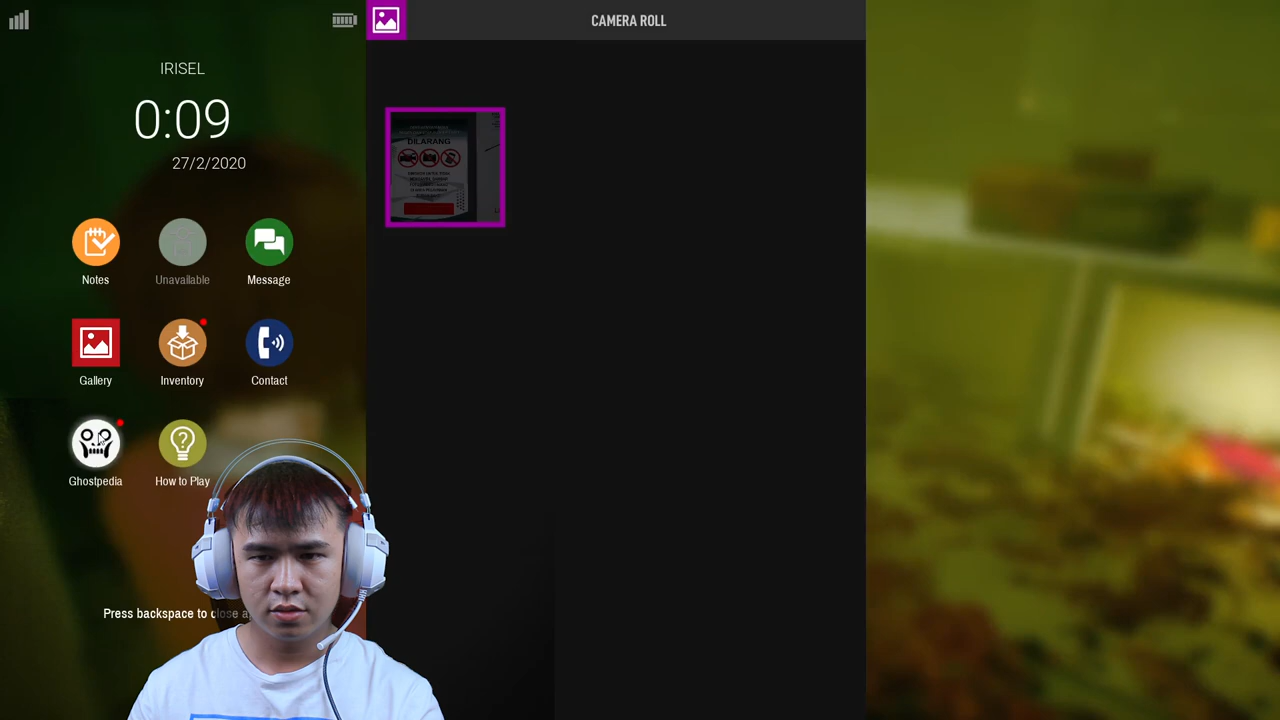 CAMERA ROLL
IRISEL
0:09
27/2/2020
Notes
Unavailable
Message
Gallery
Inventory
Contact
Ghostpedia
How to Play
Press backspace to close a
DILARANG